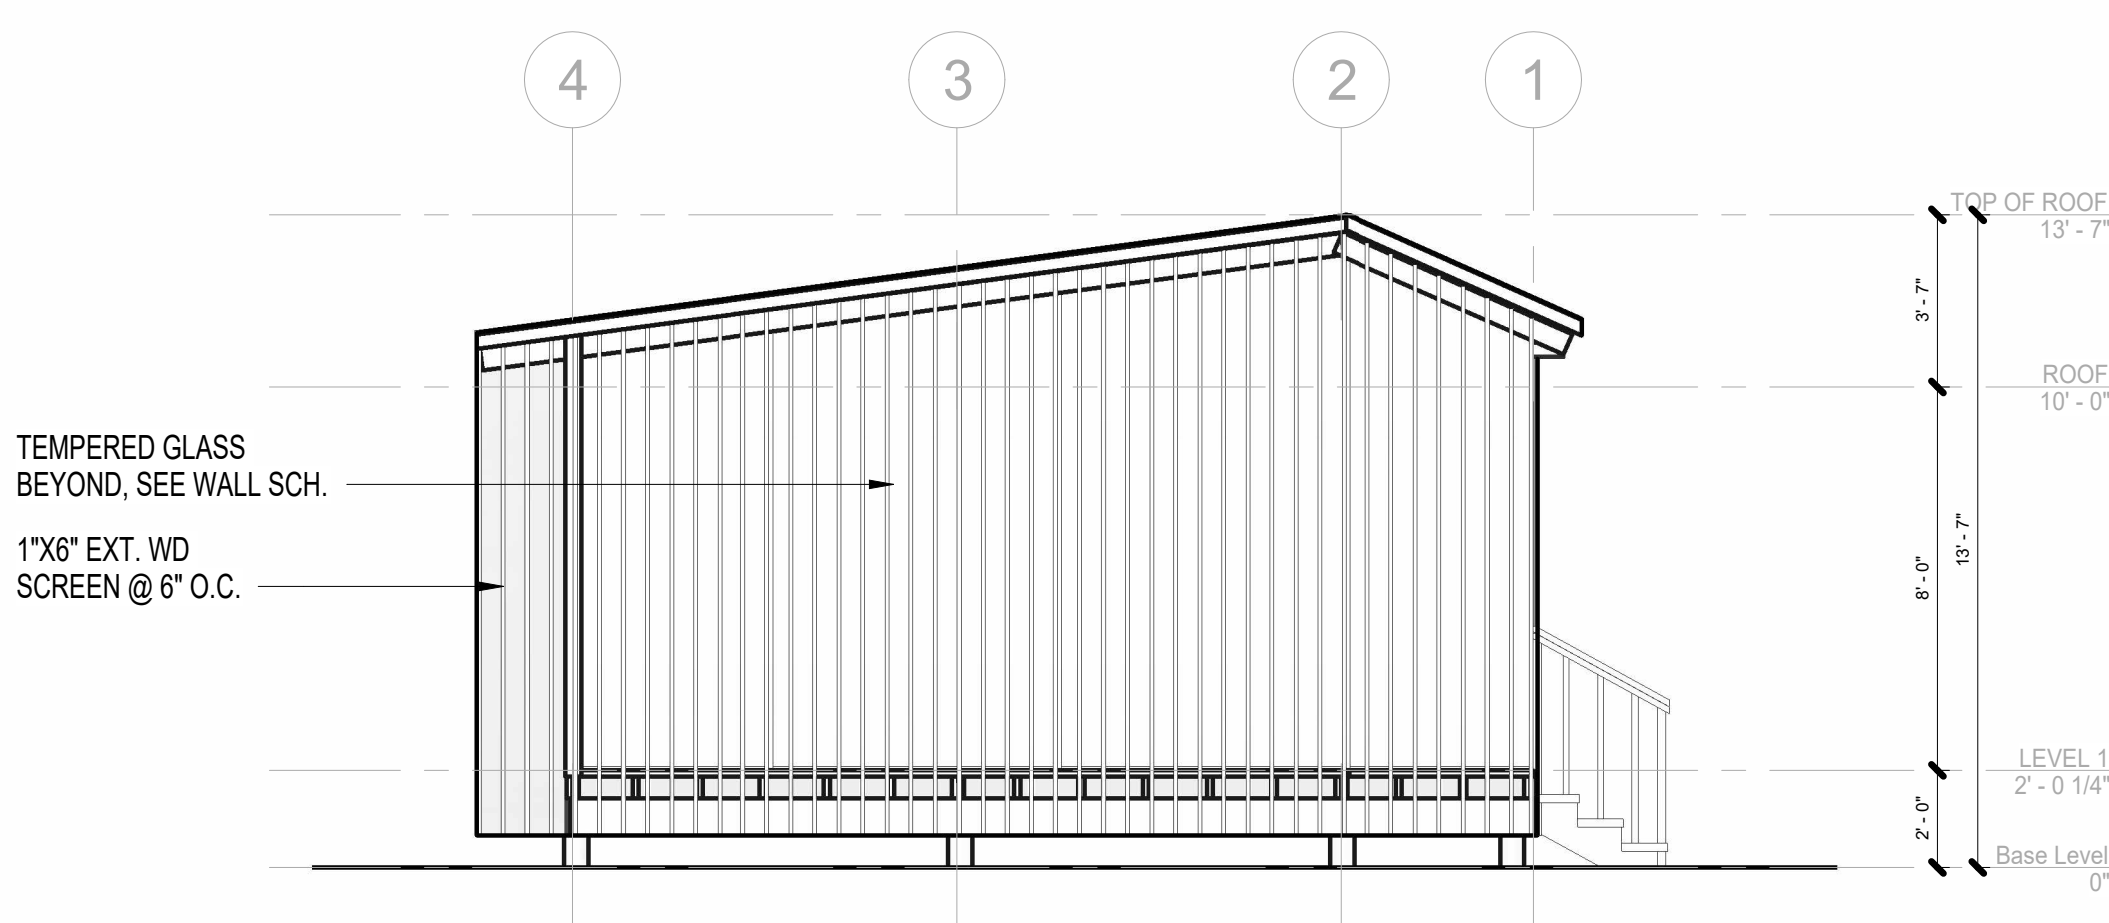 4
3
2
1
TOP OF ROOF
13' - 7"
3' - 7"
ROOF
10' - 0"
TEMPERED GLASS
BEYOND, SEE WALL SCH.
1"X6" EXT. WD
SCREEN @ 6" O.C.
8' - 0"
13' - 7"
LEVEL 1
2' - 0 1/4"
2' - 0"
Base Level
0"